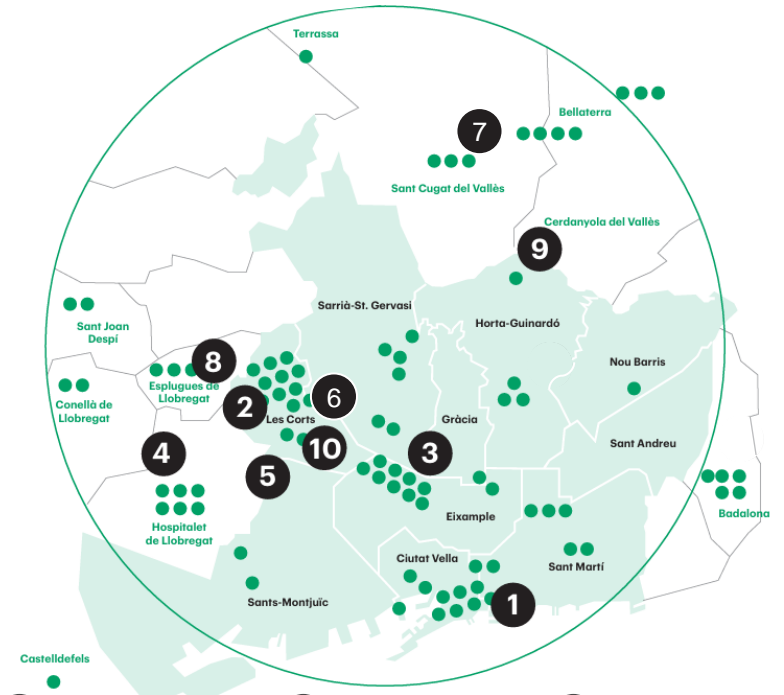 Terrassa
Bellaterra
7
Sant Cugat del Vallès
Cerdanyola del Vallès
9
Sarrià-St. Gervasi
Horta-Guinardó
Sant Joan
Despí
Nou Barris
8
Esplugues de
Llobregat
6
2
Conellà de
Llobregat
Les Corts
Gràcia
10
3
Sant Andreu
4
5
Badalona
Eixample
Hospitalet
de Llobregat
Ciutat Vella
Sant Martí
Sants-Montjuïc
1
Castelldefels